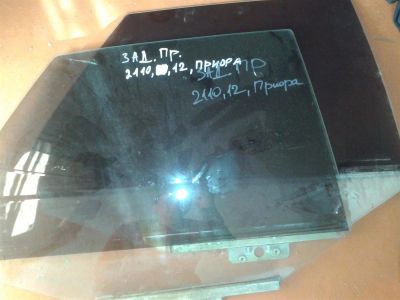 ЗАД. ПР.
2110, 12, ПРИОРА
ЗАД. ПР
2110, 12, Приора